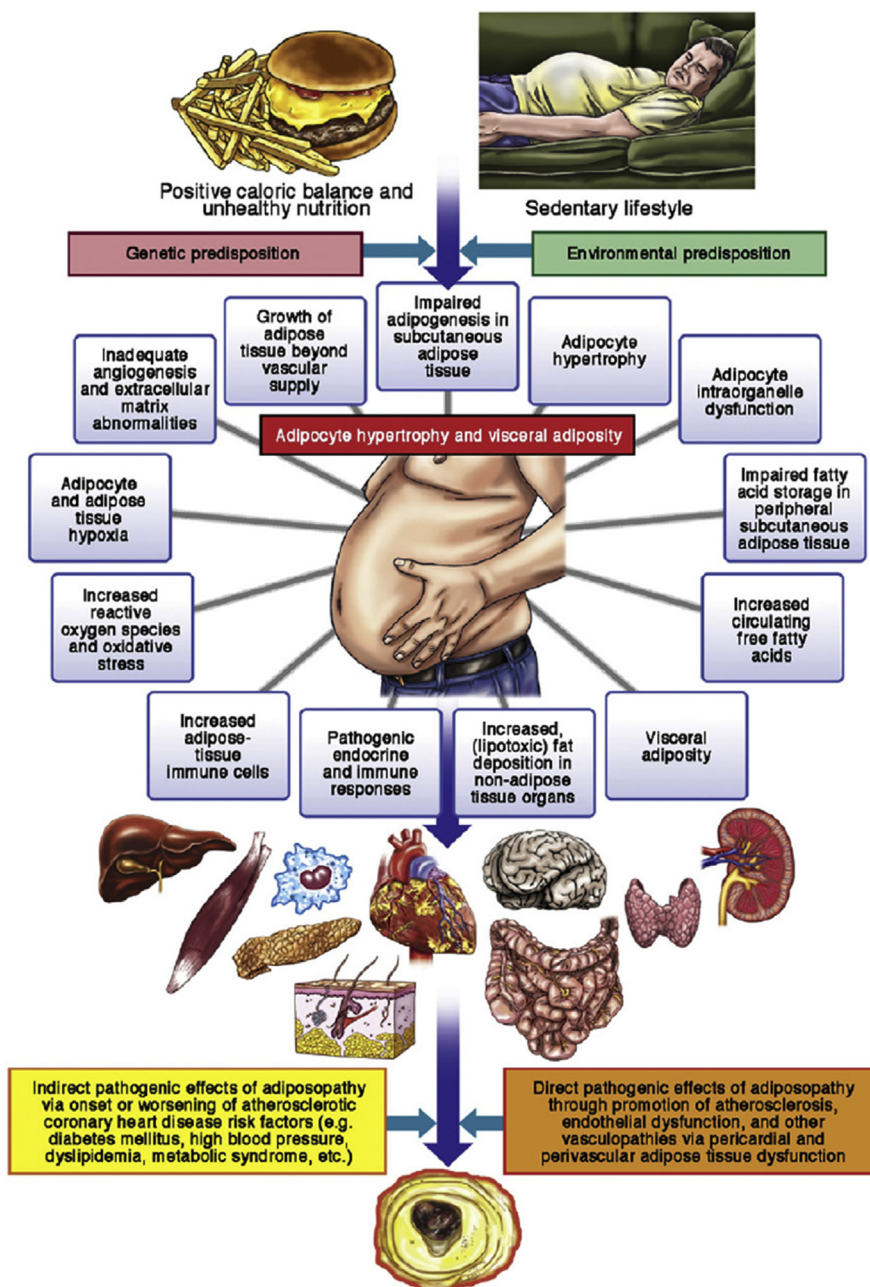 Positive caloric balance and
unhealthy nutrition
Sedentary lifestyle
Genetic predisposition
Environmental predisposition
Inadequate
angiogenesis
and extracellular
matrix
abnormalities
Growth of
adipose
tissue beyond
vascular
supply
Impaired
adipogenesis in
subcutaneous
adipose
tissue
Adipocyte
hypertrophy
Adipocyte
intraorganelle
dysfunction
Adipocyte hypertrophy and visceral adiposity
Adipocyte
and adipose
tissue
hypoxia
Impaired fatty
acid storage in
peripheral
subcutaneous
adipose tissue
Increased
reactive
oxygen species
and oxidative
stress
Increased
circulating
free fatty
acids
Increased
adipose-
tissue
immune cells
Pathogenic
endocrine
and immune
responses
Increased,
(lipotoxic) fat
deposition in
non-adipose
tissue organs
Visceral
adiposity
Indirect pathogenic effects of adiposopathy
via onset or worsening of atherosclerotic
coronary heart disease risk factors (e.g.
diabetes mellitus, high blood pressure,
dyslipidemia, metabolic syndrome, etc.)
Direct pathogenic effects of adiposopathy
through promotion of atherosclerosis,
endothelial dysfunction, and other
vasculopathies via pericardial and
perivascular adipose tissue dysfunction